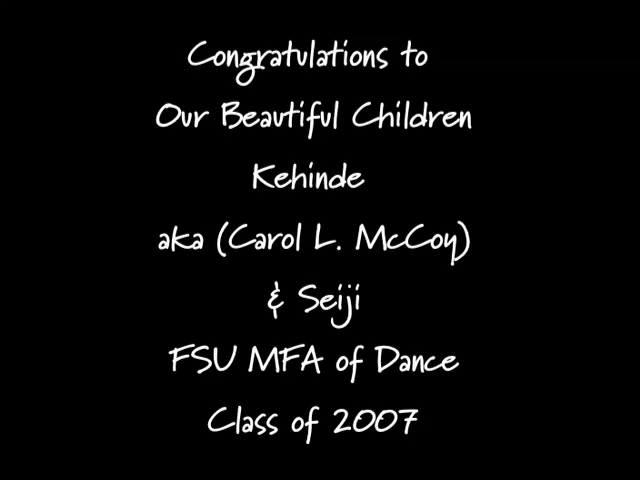 Congratulations to
Our Beautiful Children
Kehinde
aka (Carol L. McCoy)
& Seiji
FSU MFA of Dance
Class of 2007